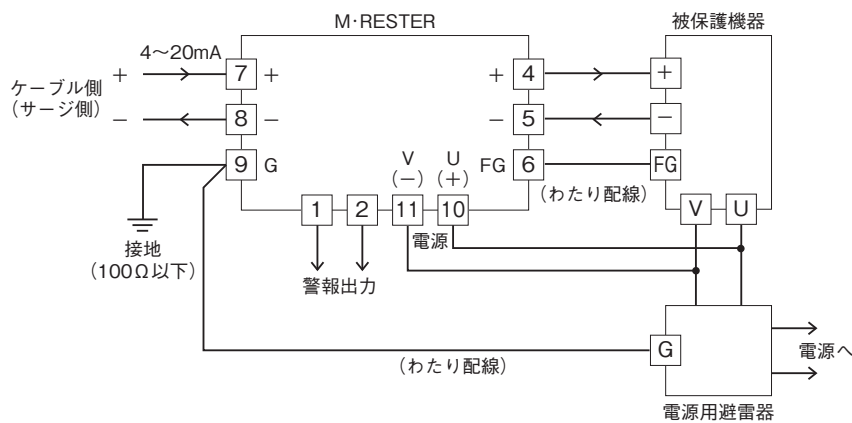 M·RESTER
被保護機器
4～20mA
ケーブル側
（サージ側）
+ 7 + + 4 +
− 8 − − 5 −
9 G FG 6 FG
V
（−）
U
（+）
（わたり配線）
1 2 11 10 V U
電源
接地
（100Ω以下）
警報出力
G
（わたり配線）
電源へ
電源用避雷器